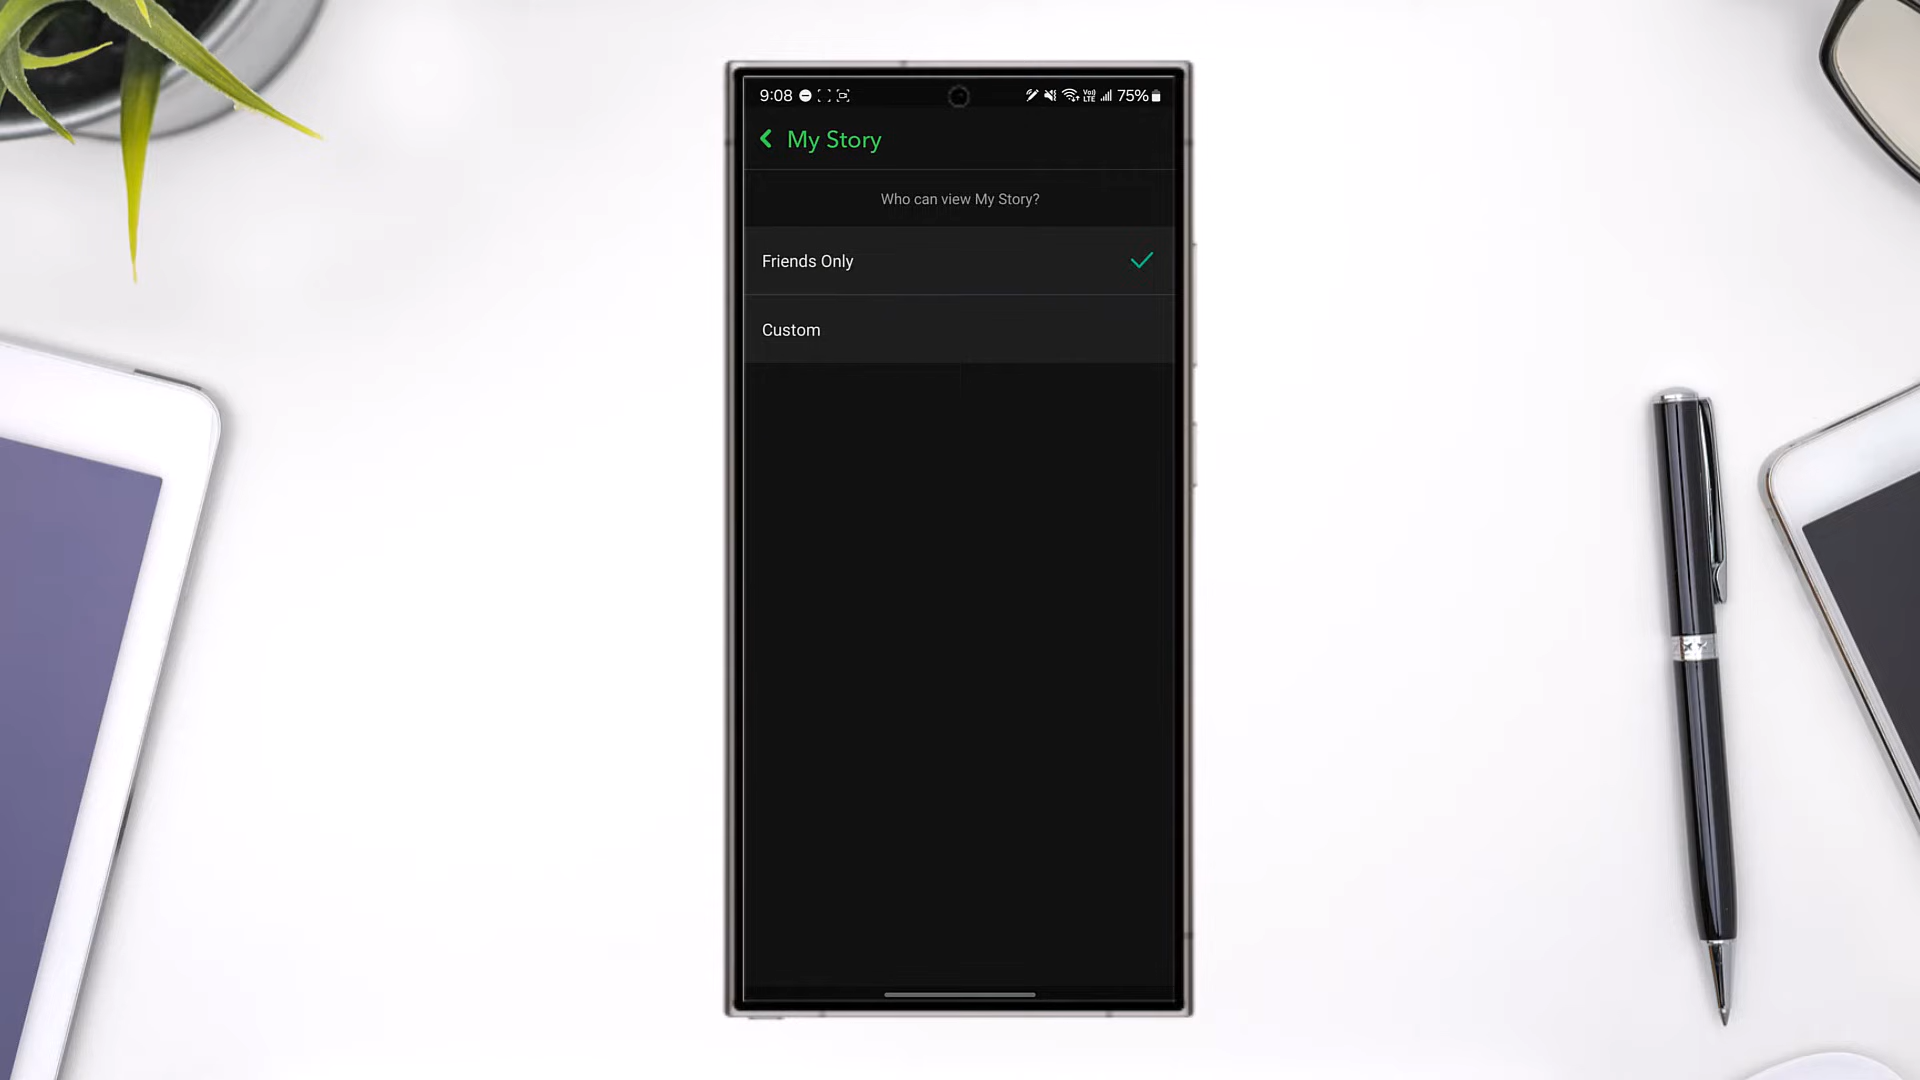 9:08 75%
My Story
Who can view My Story?
Friends Only
Custom